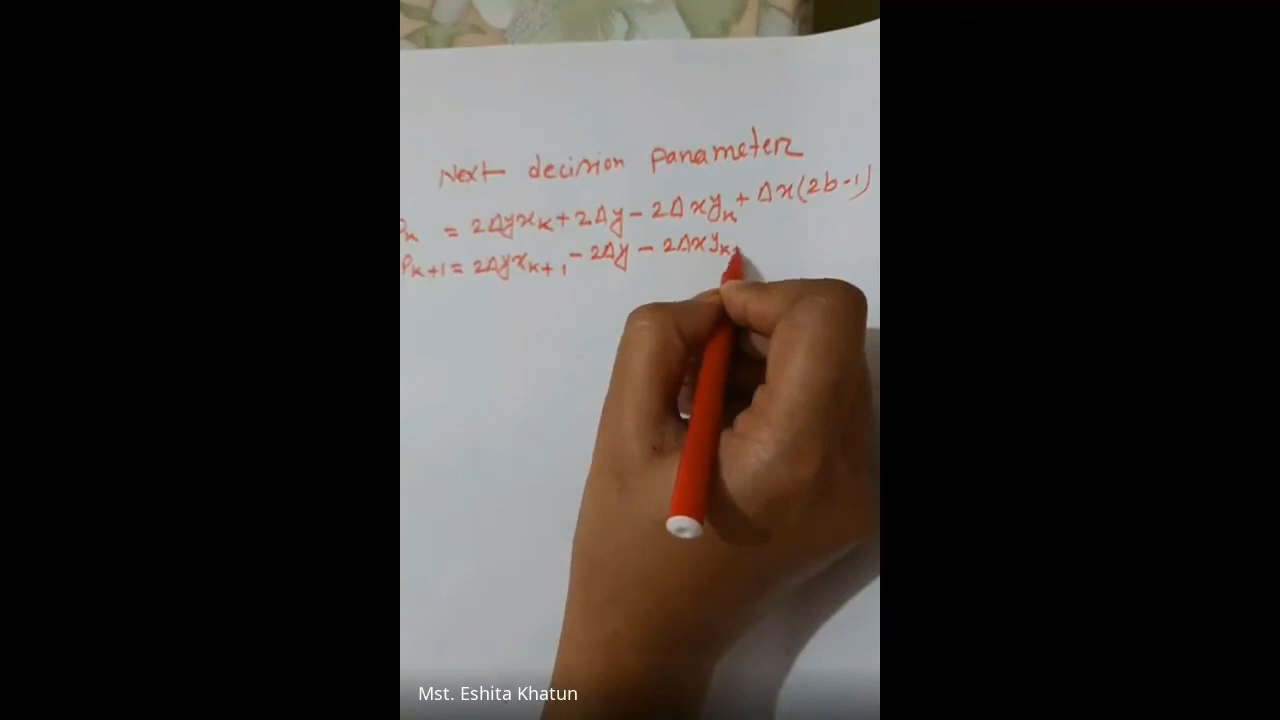 Next decision parameter
Pk = 2Δyxk + 2Δy - 2Δxyk + Δx(2b-1)
Pk+1 = 2Δyxk+1 - 2Δy - 2Δxyk+
Mst. Eshita Khatun